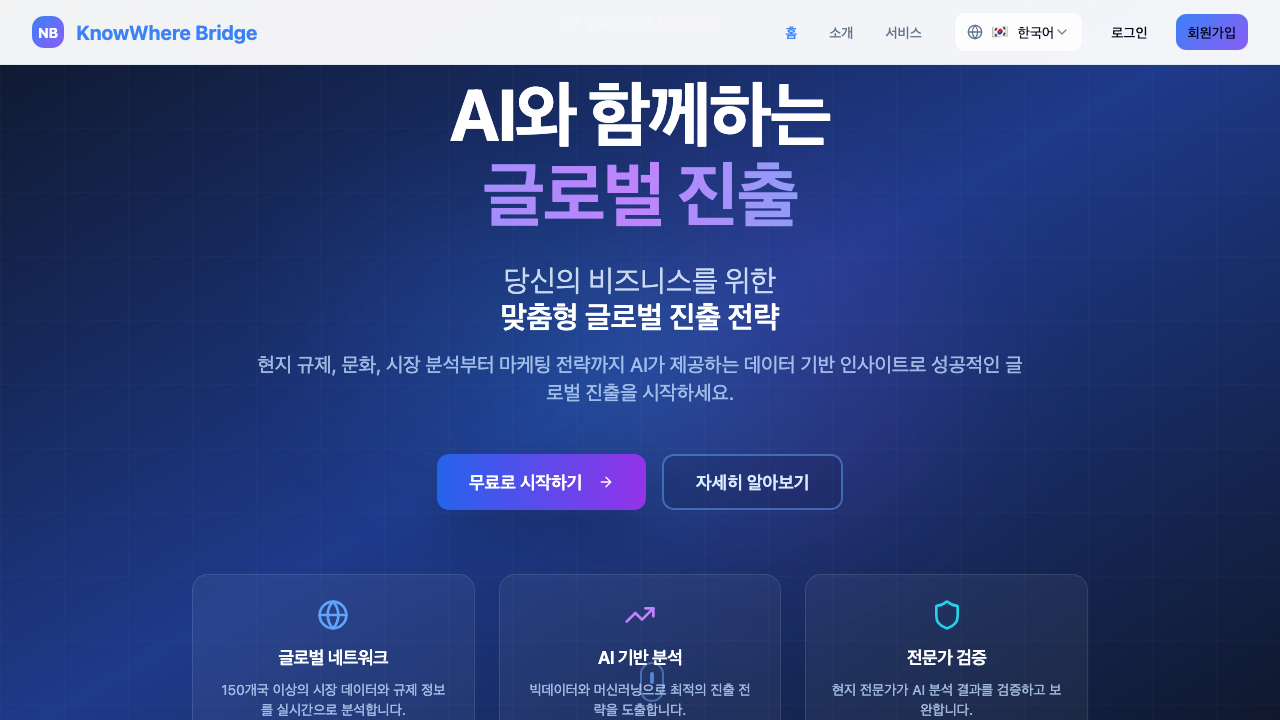 NB
KnowWhere Bridge
홈
소개
서비스
한국어
로그인
회원가입
AI와 함께하는
글로벌 진출
당신의 비즈니스를 위한
맞춤형 글로벌 진출 전략
현지 규제, 문화, 시장 분석부터 마케팅 전략까지 AI가 제공하는 데이터 기반 인사이트로 성공적인 글
로벌 진출을 시작하세요.
무료로 시작하기
자세히 알아보기
글로벌 네트워크
150개국 이상의 시장 데이터와 규제 정보
를 실시간으로 분석합니다.
AI 기반 분석
빅데이터와 머신러닝으로 최적의 진출 전
략을 도출합니다.
전문가 검증
현지 전문가가 AI 분석 결과를 검증하고 보
완합니다.